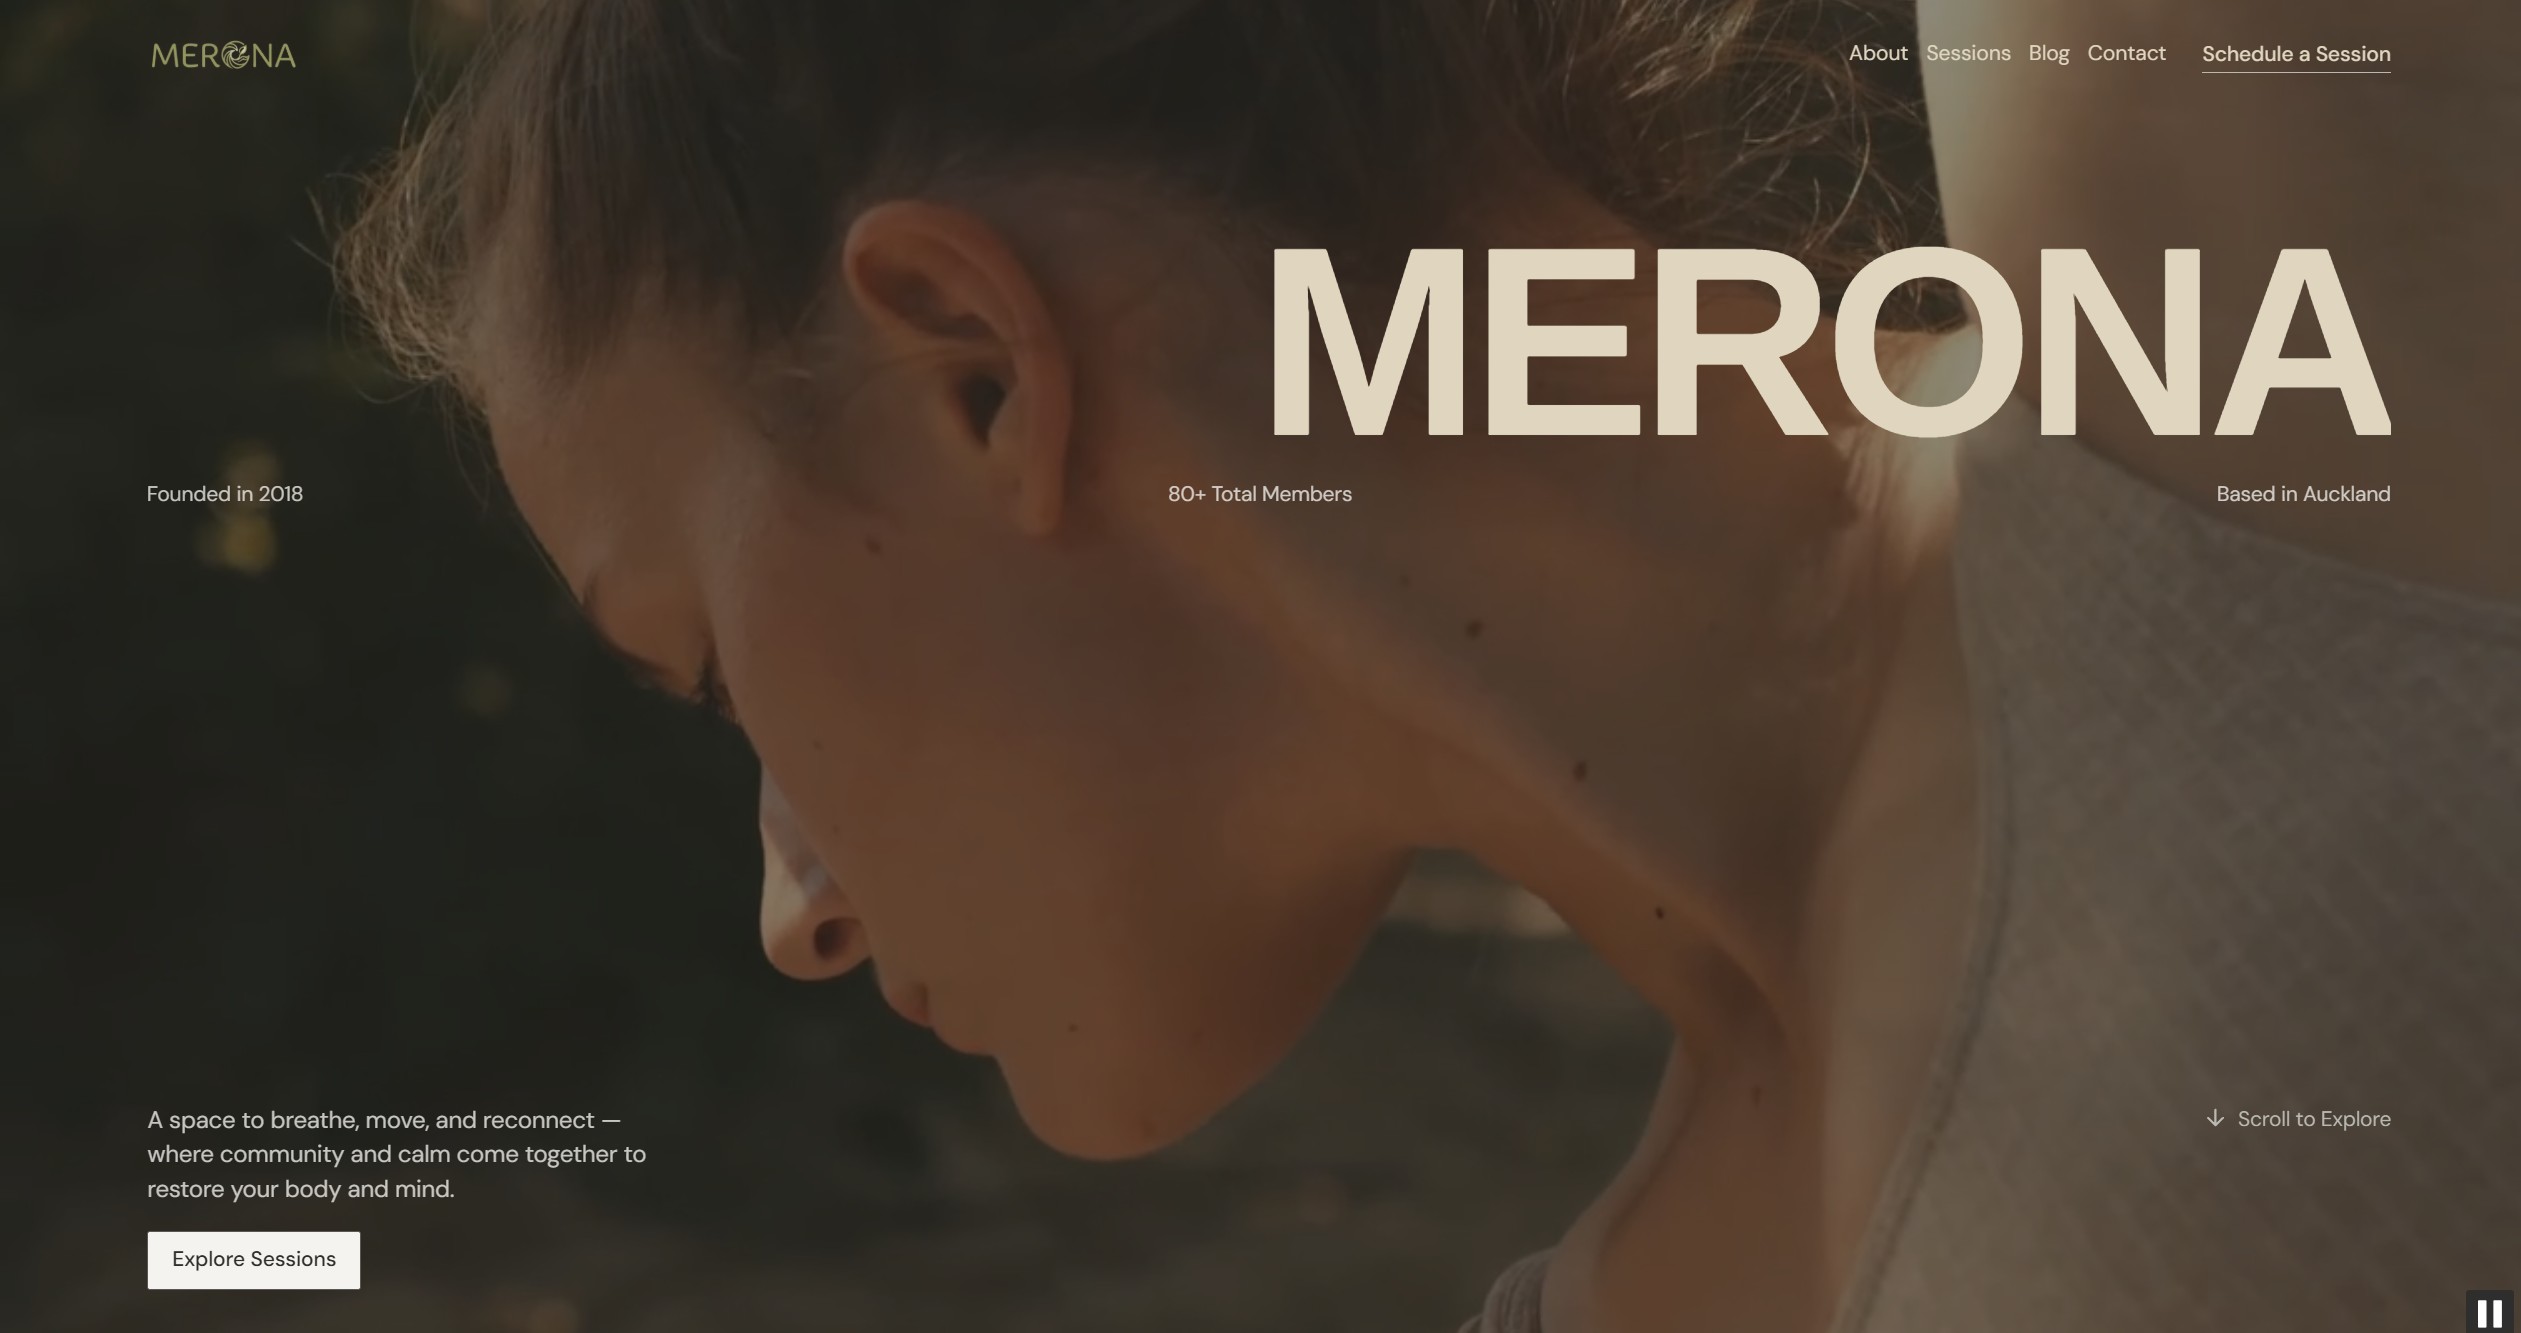 MERONA
About Sessions Blog Contact Schedule a Session
MERONA
Founded in 2018
80+ Total Members
Based in Auckland
A space to breathe, move, and reconnect —
where community and calm come together to
restore your body and mind.
Scroll to Explore
Explore Sessions